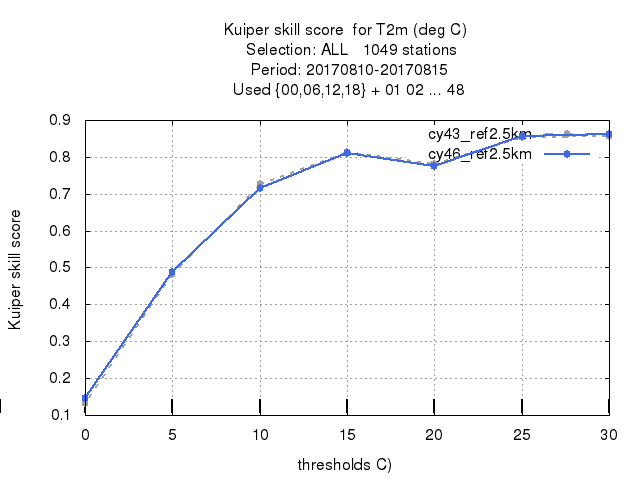 Kuiper skill score for T2m (deg C)
Selection: ALL 1049 stations
Period: 20170810-20170815
Used {00,06,12,18} + 01 02 ... 48
cy43_ref2.5km
cy46_ref2.5km
Kuiper skill score
0.9
0.8
0.7
0.6
0.5
0.4
0.3
0.2
0.1
0 5 10 15 20 25 30
thresholds C)